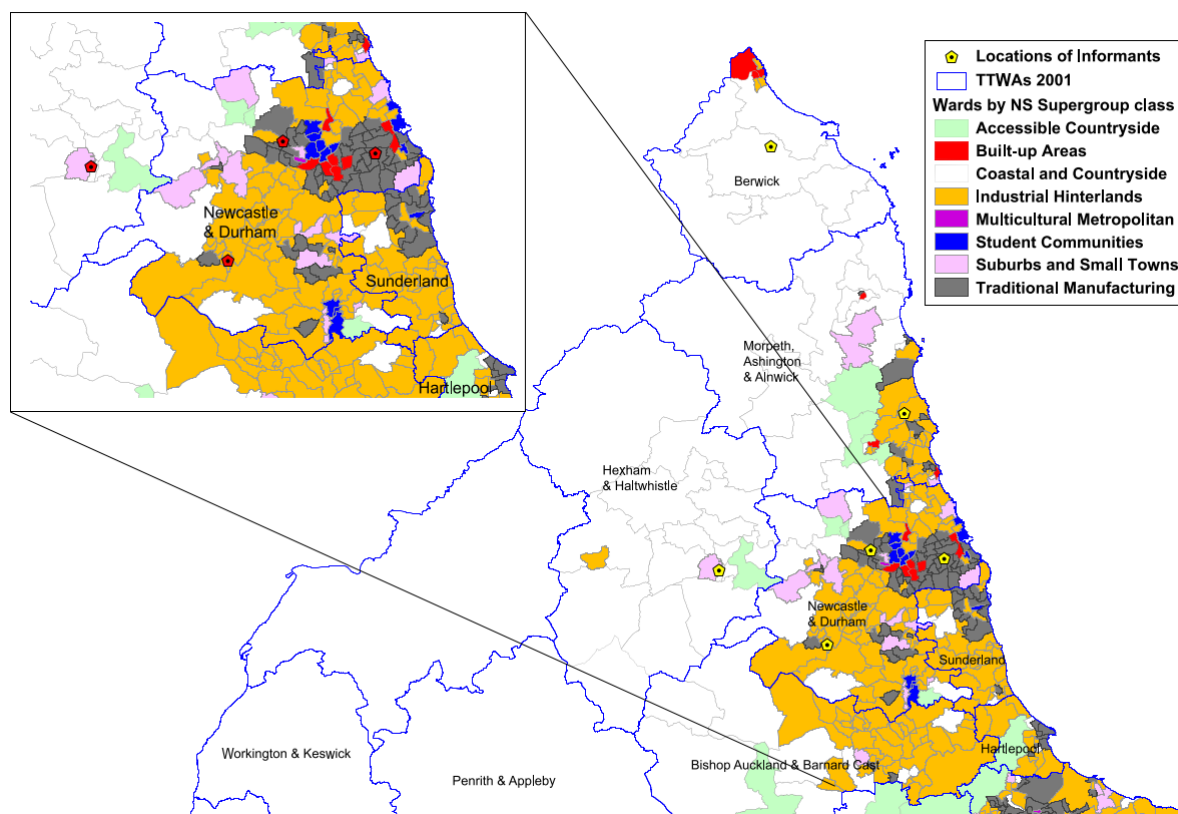 Newcastle
& Durham
Sunderland
Hartlepool
Locations of Informants
TTWAs 2001
Wards by NS Supergroup class
Accessible Countryside
Built-up Areas
Coastal and Countryside
Industrial Hinterlands
Multicultural Metropolitan
Student Communities
Suburbs and Small Towns
Traditional Manufacturing
Berwick
Morpeth,
Ashington
& Alnwick
Hexham
& Haltwhistle
Newcastle
& Durham
Sunderland
Hartlepool
Workington & Keswick
Penrith & Appleby
Bishop Auckland & Barnard Cast